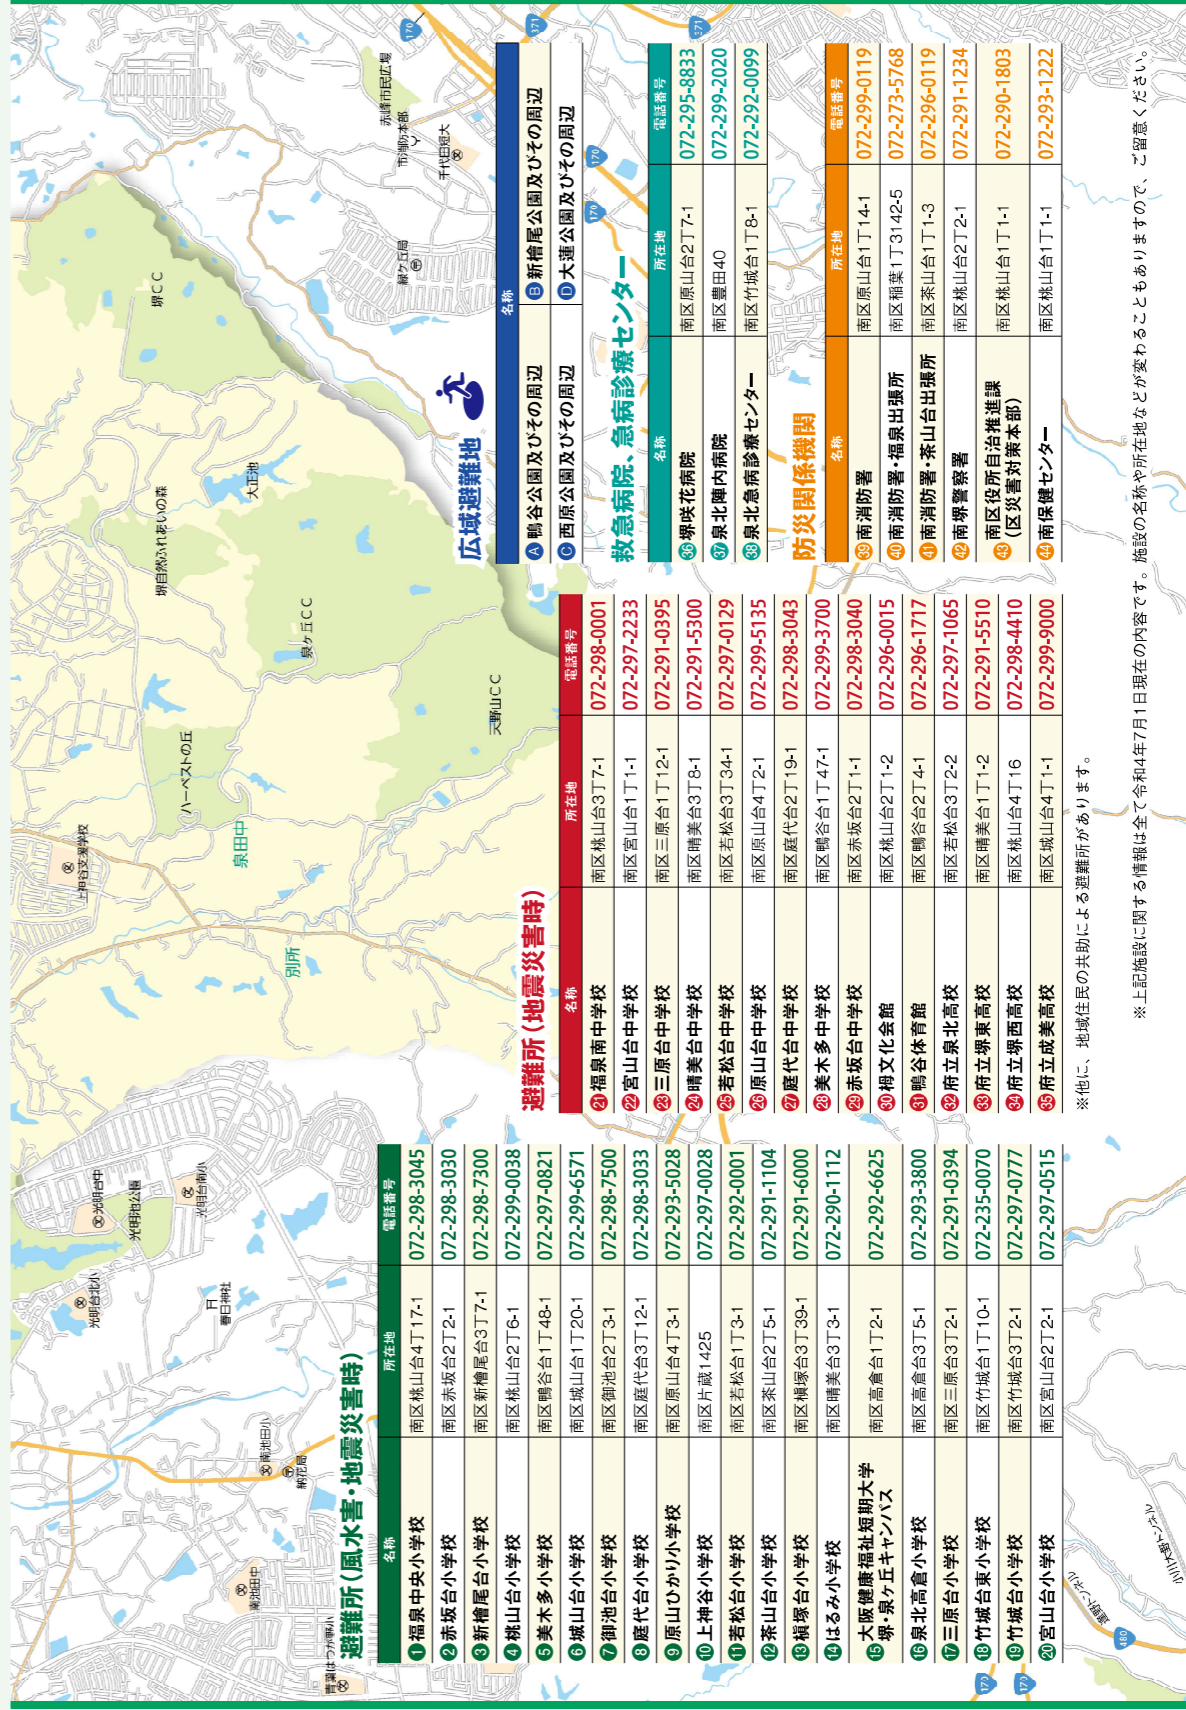 避難所（風水害・地震災害時）
名称 所在地 電話番号
1 福泉中央小学校 南区桃山台4丁17-1 072-298-3045
2 赤坂台小学校 南区赤坂台2丁2-1 072-298-3030
3 新檜尾台小学校 南区新檜尾台3丁7-1 072-298-7300
4 桃山台小学校 南区桃山台2丁6-1 072-299-0038
5 美木多小学校 南区鴨谷台1丁48-1 072-297-0821
6 城山台小学校 南区城山台1丁20-1 072-299-6571
7 御池台小学校 南区御池台2丁3-1 072-298-7500
8 庭代台小学校 南区庭代台3丁12-1 072-298-3033
9 原山ひかり小学校 南区原山台4丁3-1 072-293-5028
10 上神谷小学校 南区片蔵1425 072-297-0028
11 若松台小学校 南区若松台1丁3-1 072-292-0001
12 茶山台小学校 南区茶山台2丁5-1 072-291-1104
13 槇塚台小学校 南区槇塚台3丁39-1 072-291-6000
14 はるみ小学校 南区晴美台3丁3-1 072-290-1112
15 大阪健康福祉短期大学
堺・泉ヶ丘キャンパス 南区高倉台1丁2-1 072-292-6625
16 泉北高倉小学校 南区高倉台3丁5-1 072-293-3800
17 三原台小学校 南区三原台3丁2-1 072-291-0394
18 竹城台東小学校 南区竹城台1丁10-1 072-235-0070
19 竹城台小学校 南区竹城台3丁2-1 072-297-0777
20 宮山台小学校 南区宮山台2丁2-1 072-297-0515
避難所（地震災害時）
名称 所在地 電話番号
21 福泉南中学校 南区桃山台3丁7-1 072-298-0001
22 宮山台中学校 南区宮山台1丁1-1 072-297-2233
23 三原台中学校 南区三原台1丁12-1 072-291-0395
24 晴美台中学校 南区晴美台3丁8-1 072-291-5300
25 若松台中学校 南区若松台3丁34-1 072-297-0129
26 原山台中学校 南区原山台4丁2-1 072-299-5135
27 庭代台中学校 南区庭代台2丁19-1 072-298-3043
28 美木多中学校 南区鴨谷台1丁47-1 072-299-3700
29 赤坂台中学校 南区赤坂台2丁1-1 072-298-3040
30 栂文化会館 南区桃山台2丁1-2 072-296-0015
31 鴨谷体育館 南区鴨谷台2丁4-1 072-296-1717
32 府立泉北高校 南区若松台3丁2-2 072-297-1065
33 府立堺東高校 南区晴美台1丁1-2 072-291-5510
34 府立堺西高校 南区桃山台4丁16 072-298-4410
35 府立成美高校 南区城山台4丁1-1 072-299-9000
※他に、地域住民の共助による避難所があります。
広域避難地
名称
A 鴨谷公園及びその周辺 B 新檜尾公園及びその周辺
C 西原公園及びその周辺 D 大蓮公園及びその周辺
救急病院、急病診療センター
名称 所在地 電話番号
36 堺咲花病院 南区原山台2丁7-1 072-295-8833
37 泉北陣内病院 南区豊田40 072-299-2020
38 泉北急病診療センター 南区竹城台1丁8-1 072-292-0099
防災関係機関
名称 所在地 電話番号
39 南消防署 南区原山台1丁14-1 072-299-0119
40 南消防署・福泉出張所 南区稲葉1丁3142-5 072-273-5768
41 南消防署・茶山台出張所 南区茶山台1丁1-3 072-296-0119
42 南堺警察署 南区桃山台2丁2-1 072-291-1234
43 南区役所自治推進課
（区災害対策本部） 南区桃山台1丁1-1 072-290-1803
44 南保健センター 南区桃山台1丁1-1 072-293-1222
※上記施設に関する情報は全て令和4年7月1日現在の内容です。施設の名称や所在地などが変わることもありますので、ご留意ください。
光明台北小
光明台中
光明池公園
光明台南小
春日神社
南池田小
納花局
南池田中
青葉はつが野小
上神谷支援学校
ハーベストの丘
泉田中
別所
堺自然ふれあいの森
大正池
泉ヶ丘CC
天野山CC
堺CC
緑ケ丘局
千代田短大
市消防本部
赤峰市民広場
170
371
170
170
371
170
170
480